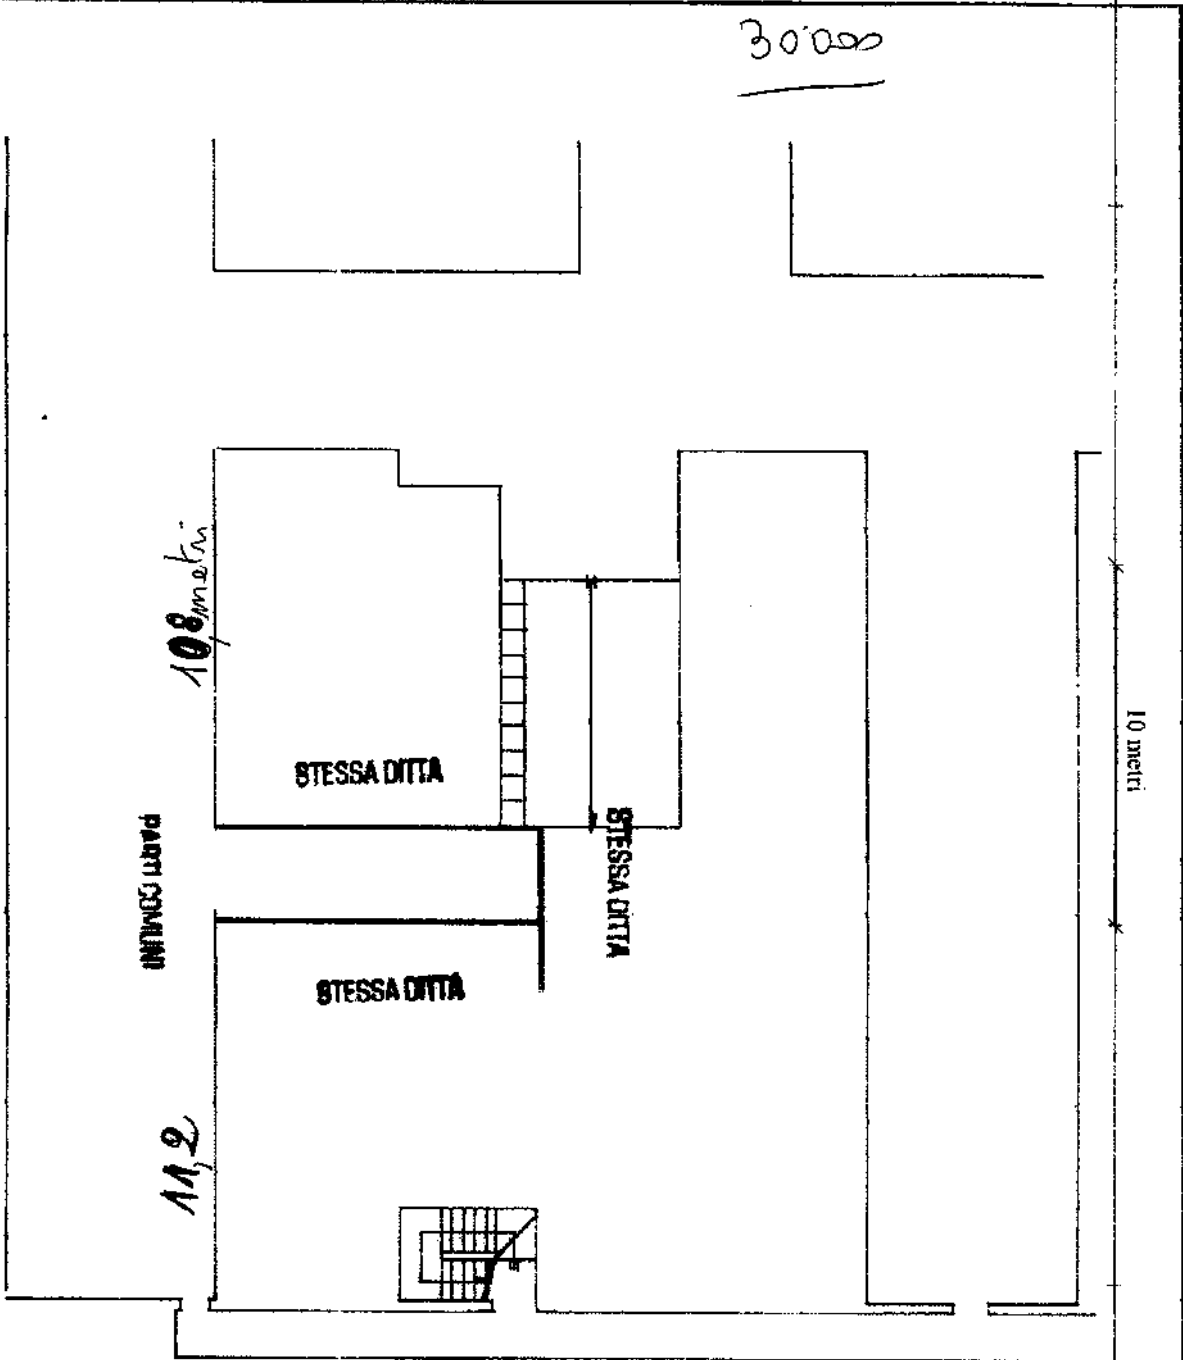 30.000
10,8 metri
10 metri
STESSA DITTA
STESSA DITTA
PARTI COMUNI
STESSA DITTA
11,2